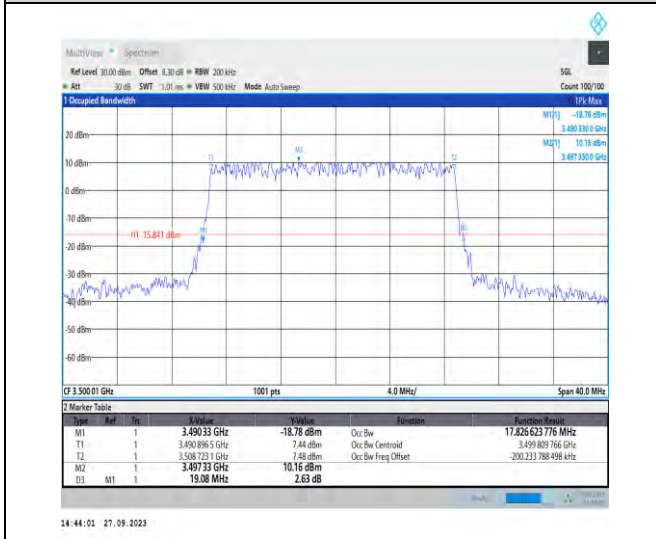 MultiView Spectrum
Ref Level 30.00 dBm Offset 8.30 dB RBW 200 kHz SGL
Att 30 dB SWT 1.01 ms VBW 500 kHz Mode Auto Sweep Count 100/100
1 Occupied Bandwidth 1Pk Max
M1[1] -18.78 dBm
3.490 330 0 GHz
M2[1] 10.16 dBm
3.497 330 0 GHz
20 dBm
M2
T1 T2
10 dBm
0 dBm
-10 dBm
M1 D3
H1 -15.841 dBm
-20 dBm
-30 dBm
-40 dBm
-50 dBm
-60 dBm
CF 3.500 01 GHz 1001 pts 4.0 MHz/ Span 40.0 MHz
2 Marker Table
Type Ref Trc X-Value Y-Value Function Function Result
M1 1 3.490 33 GHz -18.78 dBm Occ Bw 17.826 623 776 MHz
T1 1 3.490 896 5 GHz 7.44 dBm Occ Bw Centroid 3.499 809 766 GHz
T2 1 3.508 723 1 GHz 7.48 dBm Occ Bw Freq Offset -200.233 788 498 kHz
M2 1 3.497 33 GHz 10.16 dBm
D3 M1 1 19.08 MHz 2.63 dB
14:44:01 27.09.2023